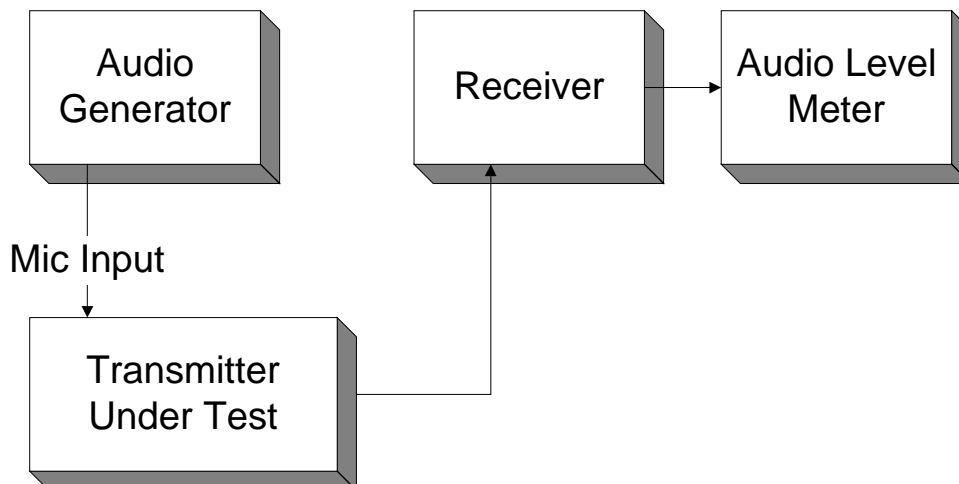 Audio
Generator
Receiver
Audio Level
Meter
Mic Input
Transmitter
Under Test